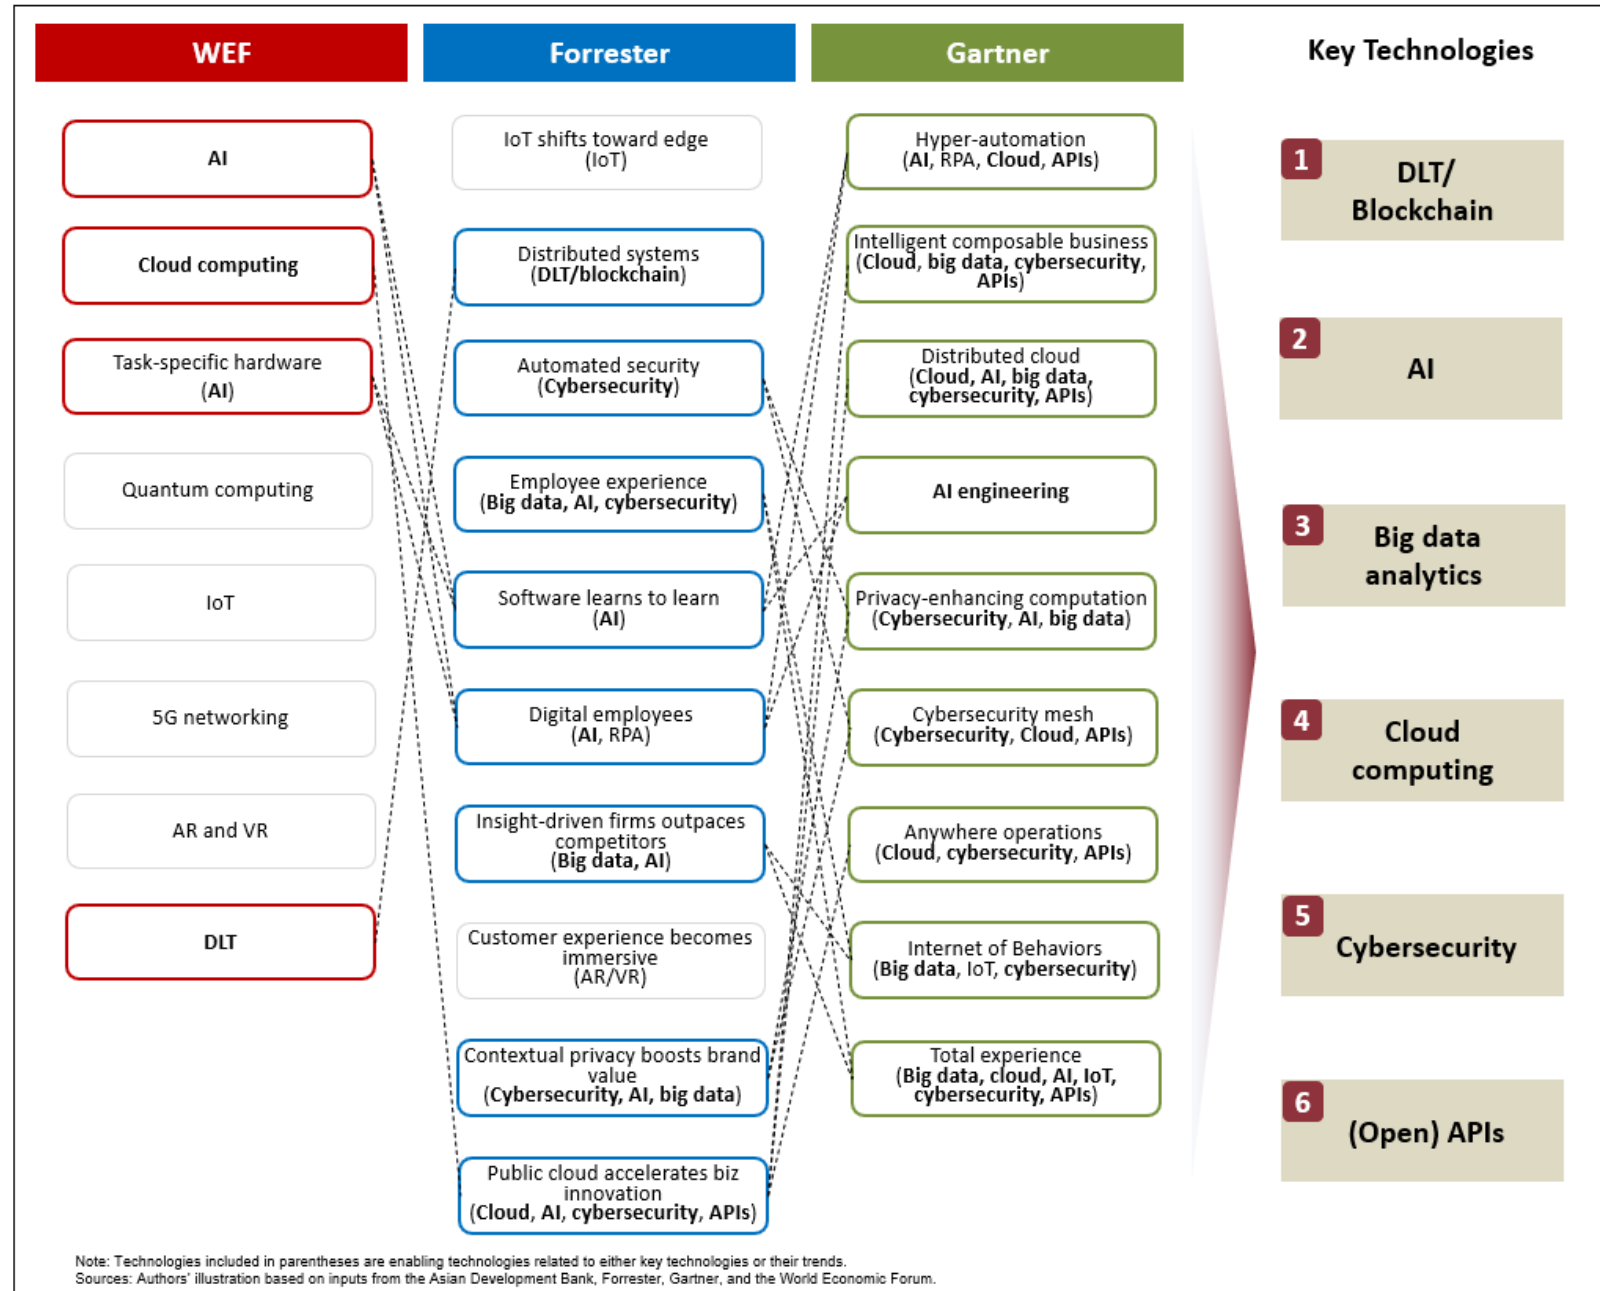 WEF
Forrester
Gartner
Key Technologies
AI
Cloud computing
Task-specific hardware
(AI)
Quantum computing
IoT
5G networking
AR and VR
DLT
IoT shifts toward edge
(IoT)
Distributed systems
(DLT/blockchain)
Automated security
(Cybersecurity)
Employee experience
(Big data, AI, cybersecurity)
Software learns to learn
(AI)
Digital employees
(AI, RPA)
Insight-driven firms outpaces
competitors
(Big data, AI)
Customer experience becomes
immersive
(AR/VR)
Contextual privacy boosts brand
value
(Cybersecurity, AI, big data)
Public cloud accelerates biz
innovation
(Cloud, AI, cybersecurity, APIs)
Hyper-automation
(AI, RPA, Cloud, APIs)
Intelligent composable business
(Cloud, big data, cybersecurity,
APIs)
Distributed cloud
(Cloud, AI, big data,
cybersecurity, APIs)
AI engineering
Privacy-enhancing computation
(Cybersecurity, AI, big data)
Cybersecurity mesh
(Cybersecurity, Cloud, APIs)
Anywhere operations
(Cloud, cybersecurity, APIs)
Internet of Behaviors
(Big data, IoT, cybersecurity)
Total experience
(Big data, cloud, AI, IoT,
cybersecurity, APIs)
1
DLT/
Blockchain
2
AI
3
Big data
analytics
4
Cloud
computing
5
Cybersecurity
6
(Open) APIs
Note: Technologies included in parentheses are enabling technologies related to either key technologies or their trends.
Sources: Authors' illustration based on inputs from the Asian Development Bank, Forrester, Gartner, and the World Economic Forum.